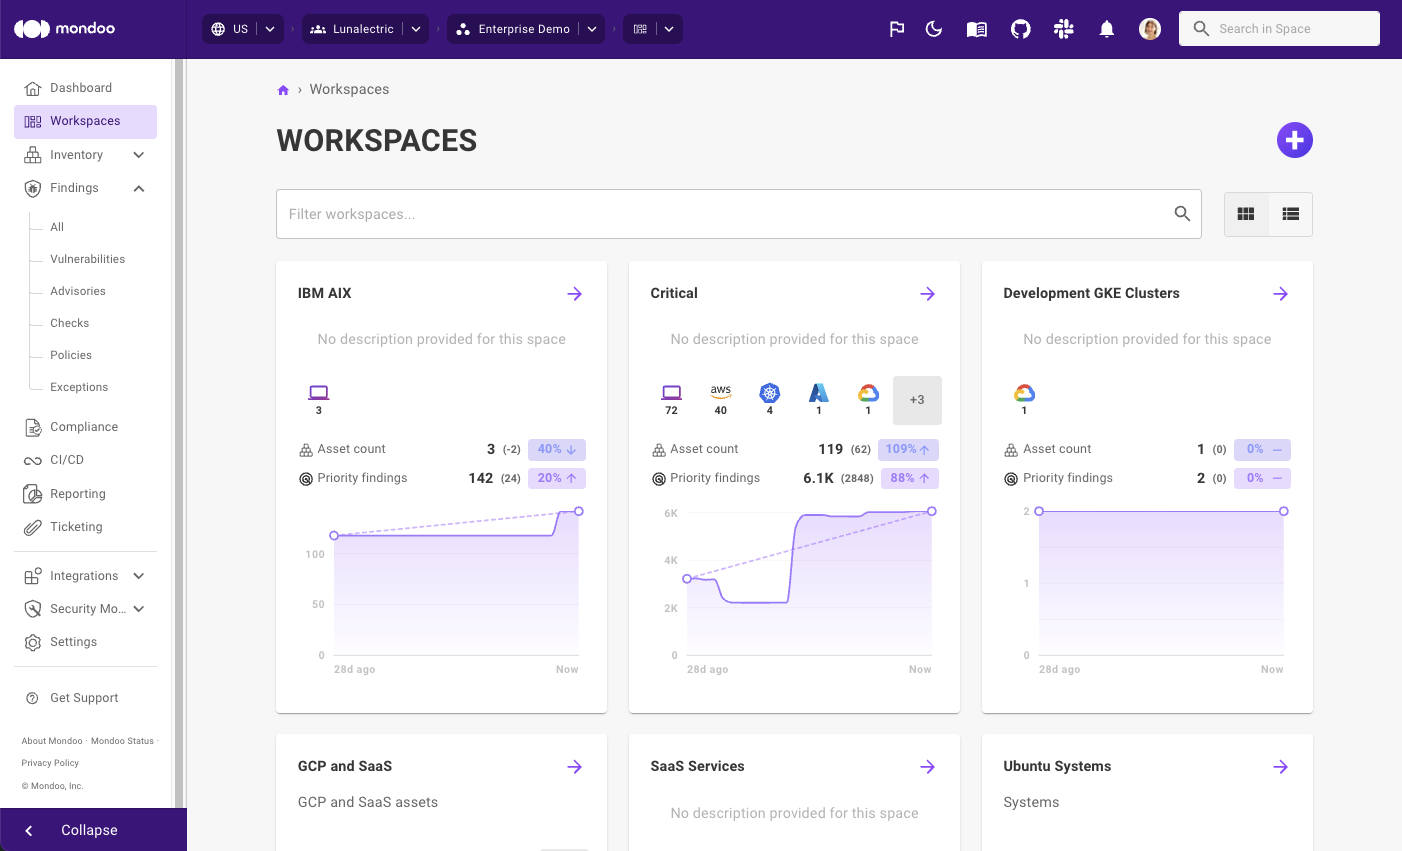 mondoo
US
Lunalectric
Enterprise Demo
Search in Space
Dashboard
Workspaces
Inventory
Findings
All
Vulnerabilities
Advisories
Checks
Policies
Exceptions
Compliance
CI/CD
Reporting
Ticketing
Integrations
Security Mo...
Settings
Get Support
About Mondoo · Mondoo Status ·
Privacy Policy
© Mondoo, Inc.
Collapse
› Workspaces
WORKSPACES
Filter workspaces...
IBM AIX
No description provided for this space
3
Asset count 3 (-2) 40%
Priority findings 142 (24) 20%
100
50
0
28d ago Now
Critical
No description provided for this space
aws
72 40 4 1 1 +3
Asset count 119 (62) 109%
Priority findings 6.1K (2848) 88%
6K
4K
2K
0
28d ago Now
Development GKE Clusters
No description provided for this space
1
Asset count 1 (0) 0%
Priority findings 2 (0) 0%
2
1
0
28d ago Now
GCP and SaaS
GCP and SaaS assets
SaaS Services
No description provided for this space
Ubuntu Systems
Systems